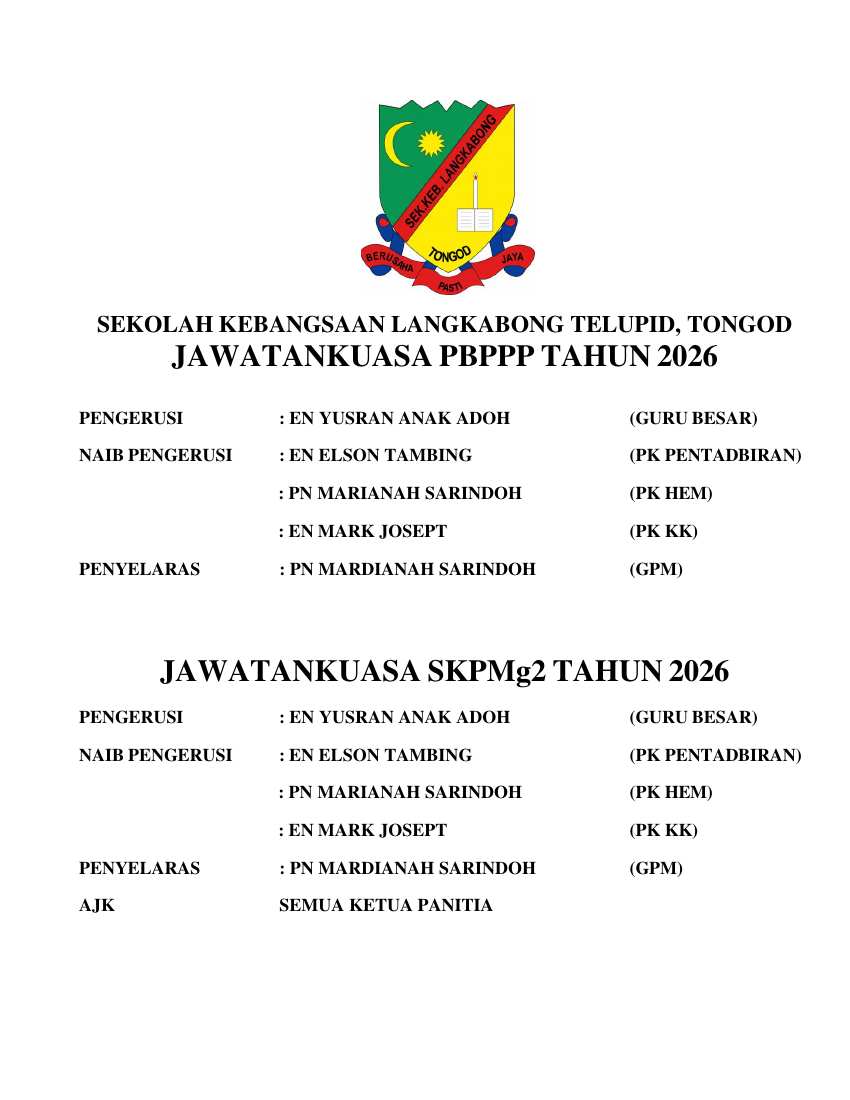 SEK.KEB. LANGKABONG
TONGOD
BERUSAHA
PASTI
JAYA
SEKOLAH KEBANGSAAN LANGKABONG TELUPID, TONGOD
JAWATANKUASA PBPPP TAHUN 2026
PENGERUSI : EN YUSRAN ANAK ADOH (GURU BESAR)
NAIB PENGERUSI : EN ELSON TAMBING (PK PENTADBIRAN)
: PN MARIANAH SARINDOH (PK HEM)
: EN MARK JOSEPT (PK KK)
PENYELARAS : PN MARDIANAH SARINDOH (GPM)
JAWATANKUASA SKPMg2 TAHUN 2026
PENGERUSI : EN YUSRAN ANAK ADOH (GURU BESAR)
NAIB PENGERUSI : EN ELSON TAMBING (PK PENTADBIRAN)
: PN MARIANAH SARINDOH (PK HEM)
: EN MARK JOSEPT (PK KK)
PENYELARAS : PN MARDIANAH SARINDOH (GPM)
AJK SEMUA KETUA PANITIA